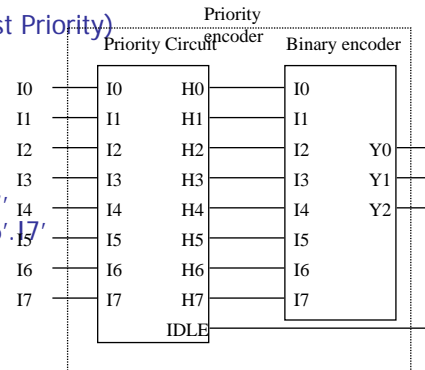 Priority
st Priority)
encoder
Priority Circuit
Binary encoder
I0 I0 H0 I0
I1 I1 H1 I1
I2 I2 H2 I2 Y0
I3 I3 H3 I3 Y1
I4 I4 H4 I4 Y2
.I7'
I5 I5 H5 I5
I6 I6 H6 I6
I7 I7 H7 I7
IDLE